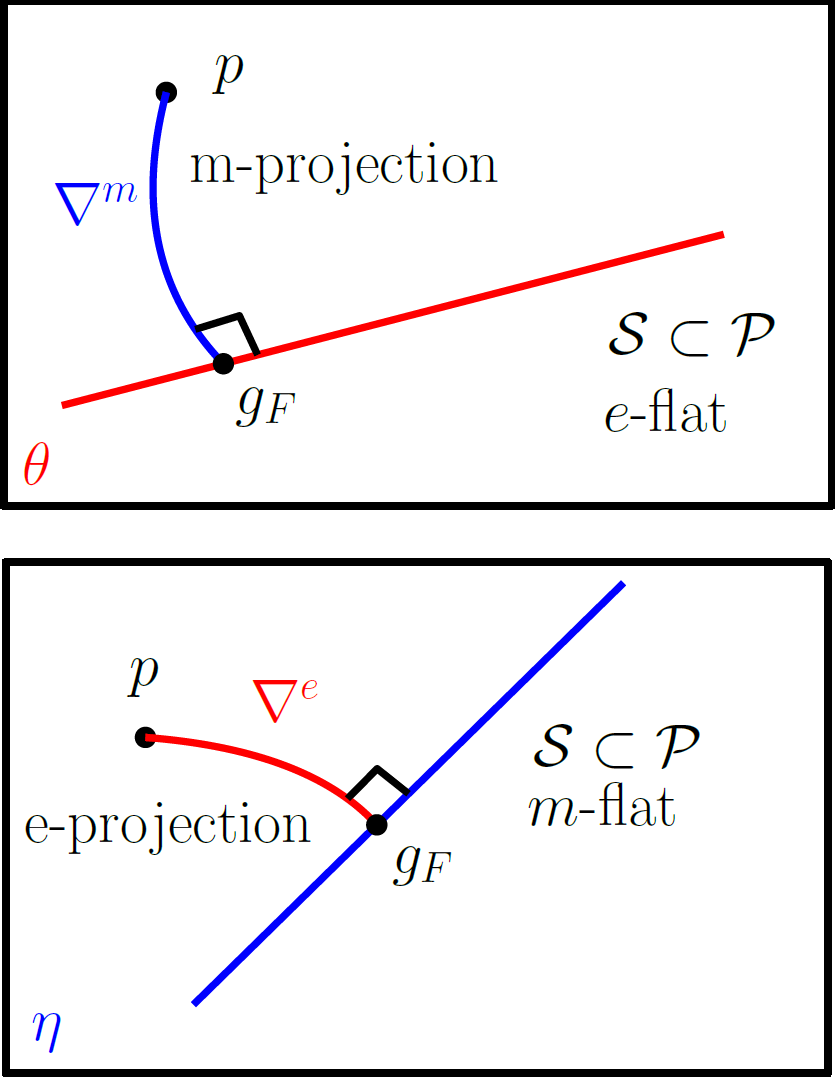 p
m-projection
∇^m
𝒮 ⊂ 𝒫
g_F
e-flat
θ
p
∇^e
𝒮 ⊂ 𝒫
m-flat
e-projection
g_F
η